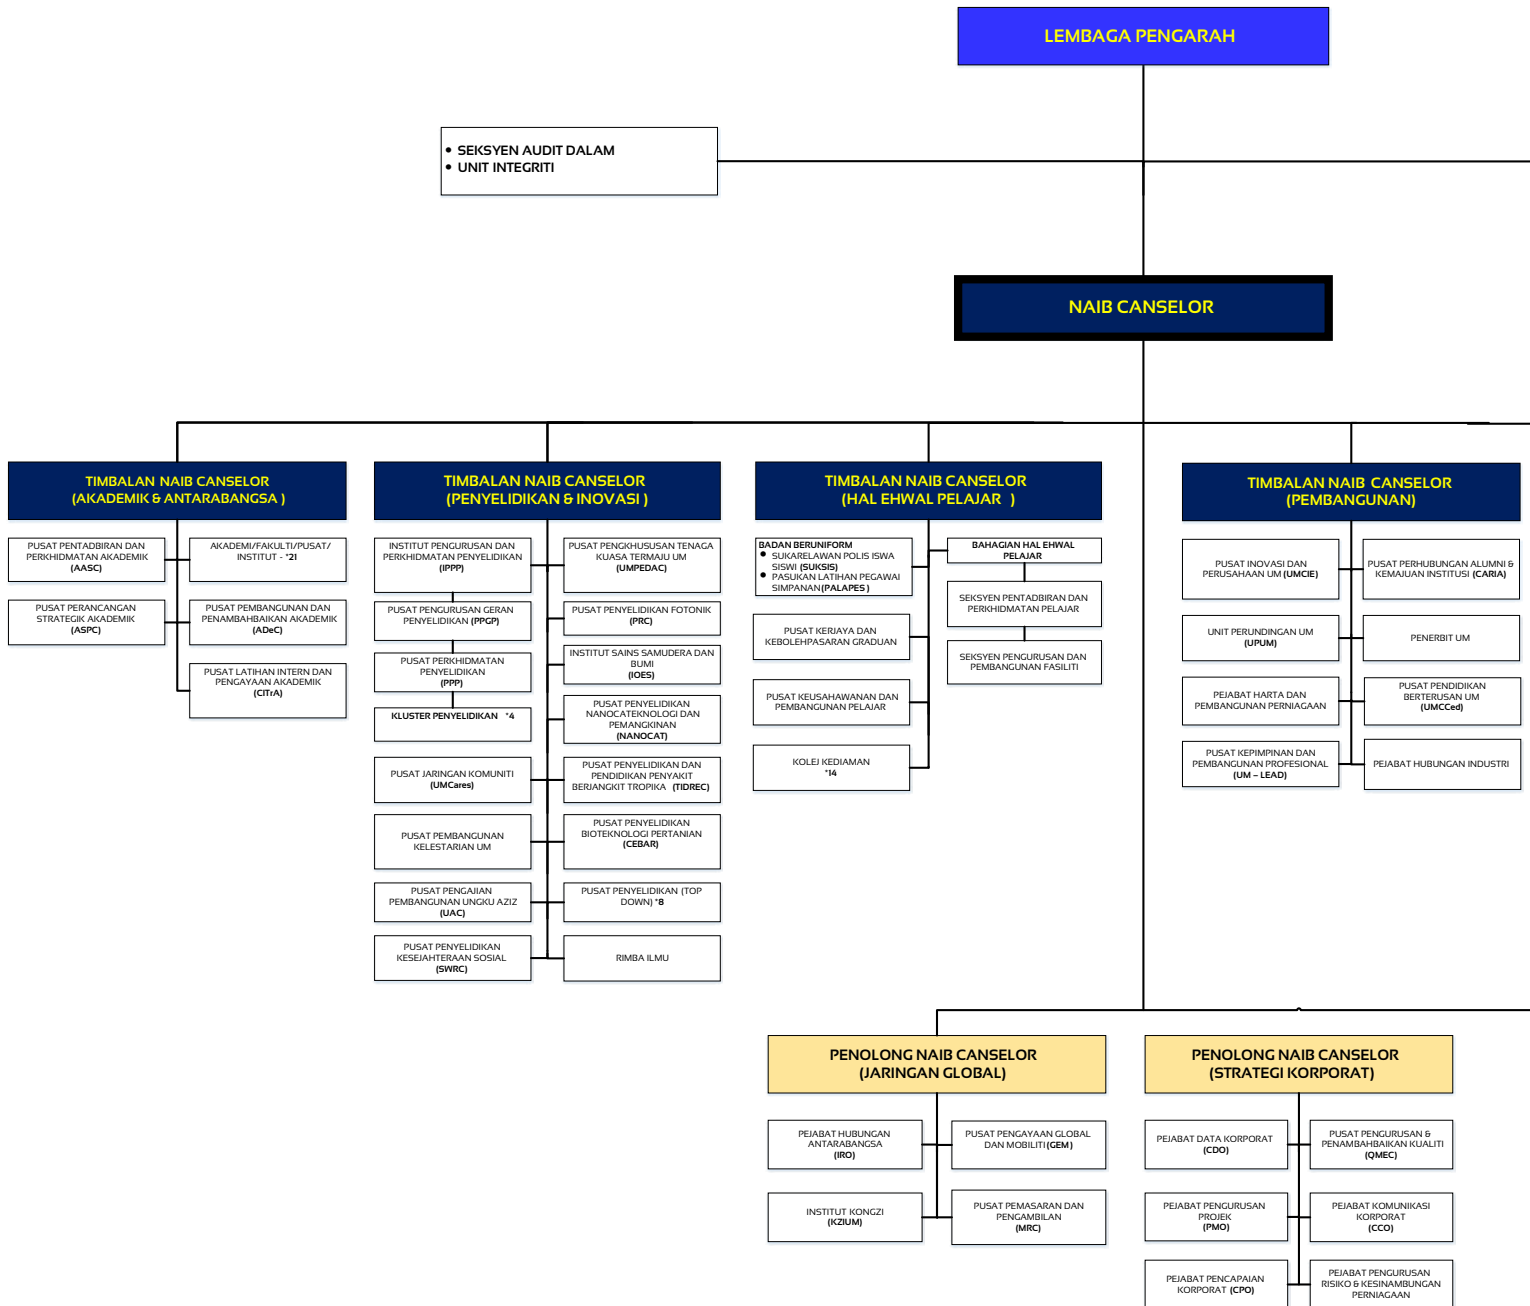 LEMBAGA PENGARAH
• SEKSYEN AUDIT DALAM
• UNIT INTEGRITI
NAIB CANSELOR
TIMBALAN NAIB CANSELOR
(AKADEMIK & ANTARABANGSA )
PUSAT PENTADBIRAN DAN
PERKHIDMATAN AKADEMIK
(AASC)
AKADEMI/FAKULTI/PUSAT/
INSTITUT - *21
PUSAT PERANCANGAN
STRATEGIK AKADEMIK
(ASPC)
PUSAT PEMBANGUNAN DAN
PENAMBAHBAIKAN AKADEMIK
(ADeC)
PUSAT LATIHAN INTERN DAN
PENGAYAAN AKADEMIK
(CITrA)
TIMBALAN NAIB CANSELOR
(PENYELIDIKAN & INOVASI )
INSTITUT PENGURUSAN DAN
PERKHIDMATAN PENYELIDIKAN
(IPPP)
PUSAT PENGKHUSUSAN TENAGA
KUASA TERMAJU UM
(UMPEDAC)
PUSAT PENGURUSAN GERAN
PENYELIDIKAN (PPGP)
PUSAT PENYELIDIKAN FOTONIK
(PRC)
PUSAT PERKHIDMATAN
PENYELIDIKAN
(PPP)
INSTITUT SAINS SAMUDERA DAN
BUMI
(IOES)
KLUSTER PENYELIDIKAN *4
PUSAT PENYELIDIKAN
NANOCATEKNOLOGI DAN
PEMANGKINAN
(NANOCAT)
PUSAT JARINGAN KOMUNITI
(UMCares)
PUSAT PENYELIDIKAN DAN
PENDIDIKAN PENYAKIT
BERJANGKIT TROPIKA (TIDREC)
PUSAT PEMBANGUNAN
KELESTARIAN UM
PUSAT PENYELIDIKAN
BIOTEKNOLOGI PERTANIAN
(CEBAR)
PUSAT PENGAJIAN
PEMBANGUNAN UNGKU AZIZ
(UAC)
PUSAT PENYELIDIKAN (TOP
DOWN) *8
PUSAT PENYELIDIKAN
KESEJAHTERAAN SOSIAL
(SWRC)
RIMBA ILMU
TIMBALAN NAIB CANSELOR
(HAL EHWAL PELAJAR )
BADAN BERUNIFORM
• SUKARELAWAN POLIS ISWA
SISWI (SUKSIS)
• PASUKAN LATIHAN PEGAWAI
SIMPANAN(PALAPES )
BAHAGIAN HAL EHWAL
PELAJAR
SEKSYEN PENTADBIRAN DAN
PERKHIDMATAN PELAJAR
PUSAT KERJAYA DAN
KEBOLEHPASARAN GRADUAN
SEKSYEN PENGURUSAN DAN
PEMBANGUNAN FASILITI
PUSAT KEUSAHAWANAN DAN
PEMBANGUNAN PELAJAR
KOLEJ KEDIAMAN
*14
TIMBALAN NAIB CANSELOR
(PEMBANGUNAN)
PUSAT INOVASI DAN
PERUSAHAAN UM (UMCIE)
PUSAT PERHUBUNGAN ALUMNI &
KEMAJUAN INSTITUSI (CARIA)
UNIT PERUNDINGAN UM
(UPUM)
PENERBIT UM
PEJABAT HARTA DAN
PEMBANGUNAN PERNIAGAAN
PUSAT PENDIDIKAN
BERTERUSAN UM
(UMCCed)
PUSAT KEPIMPINAN DAN
PEMBANGUNAN PROFESIONAL
(UM – LEAD)
PEJABAT HUBUNGAN INDUSTRI
PENOLONG NAIB CANSELOR
(JARINGAN GLOBAL)
PEJABAT HUBUNGAN
ANTARABANGSA
(IRO)
PUSAT PENGAYAAN GLOBAL
DAN MOBILITI(GEM)
INSTITUT KONGZI
(KZIUM)
PUSAT PEMASARAN DAN
PENGAMBILAN
(MRC)
PENOLONG NAIB CANSELOR
(STRATEGI KORPORAT)
PEJABAT DATA KORPORAT
(CDO)
PUSAT PENGURUSAN &
PENAMBAHBAIKAN KUALITI
(QMEC)
PEJABAT PENGURUSAN
PROJEK
(PMO)
PEJABAT KOMUNIKASI
KORPORAT
(CCO)
PEJABAT PENCAPAIAN
KORPORAT (CPO)
PEJABAT PENGURUSAN
RISIKO & KESINAMBUNGAN
PERNIAGAAN